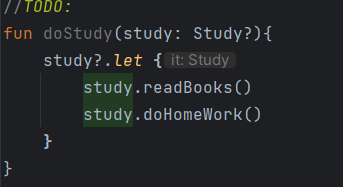 //TODO:
fun doStudy(study: Study?){
    study?.let { it: Study
        study.readBooks()
        study.doHomeWork()
    }
}